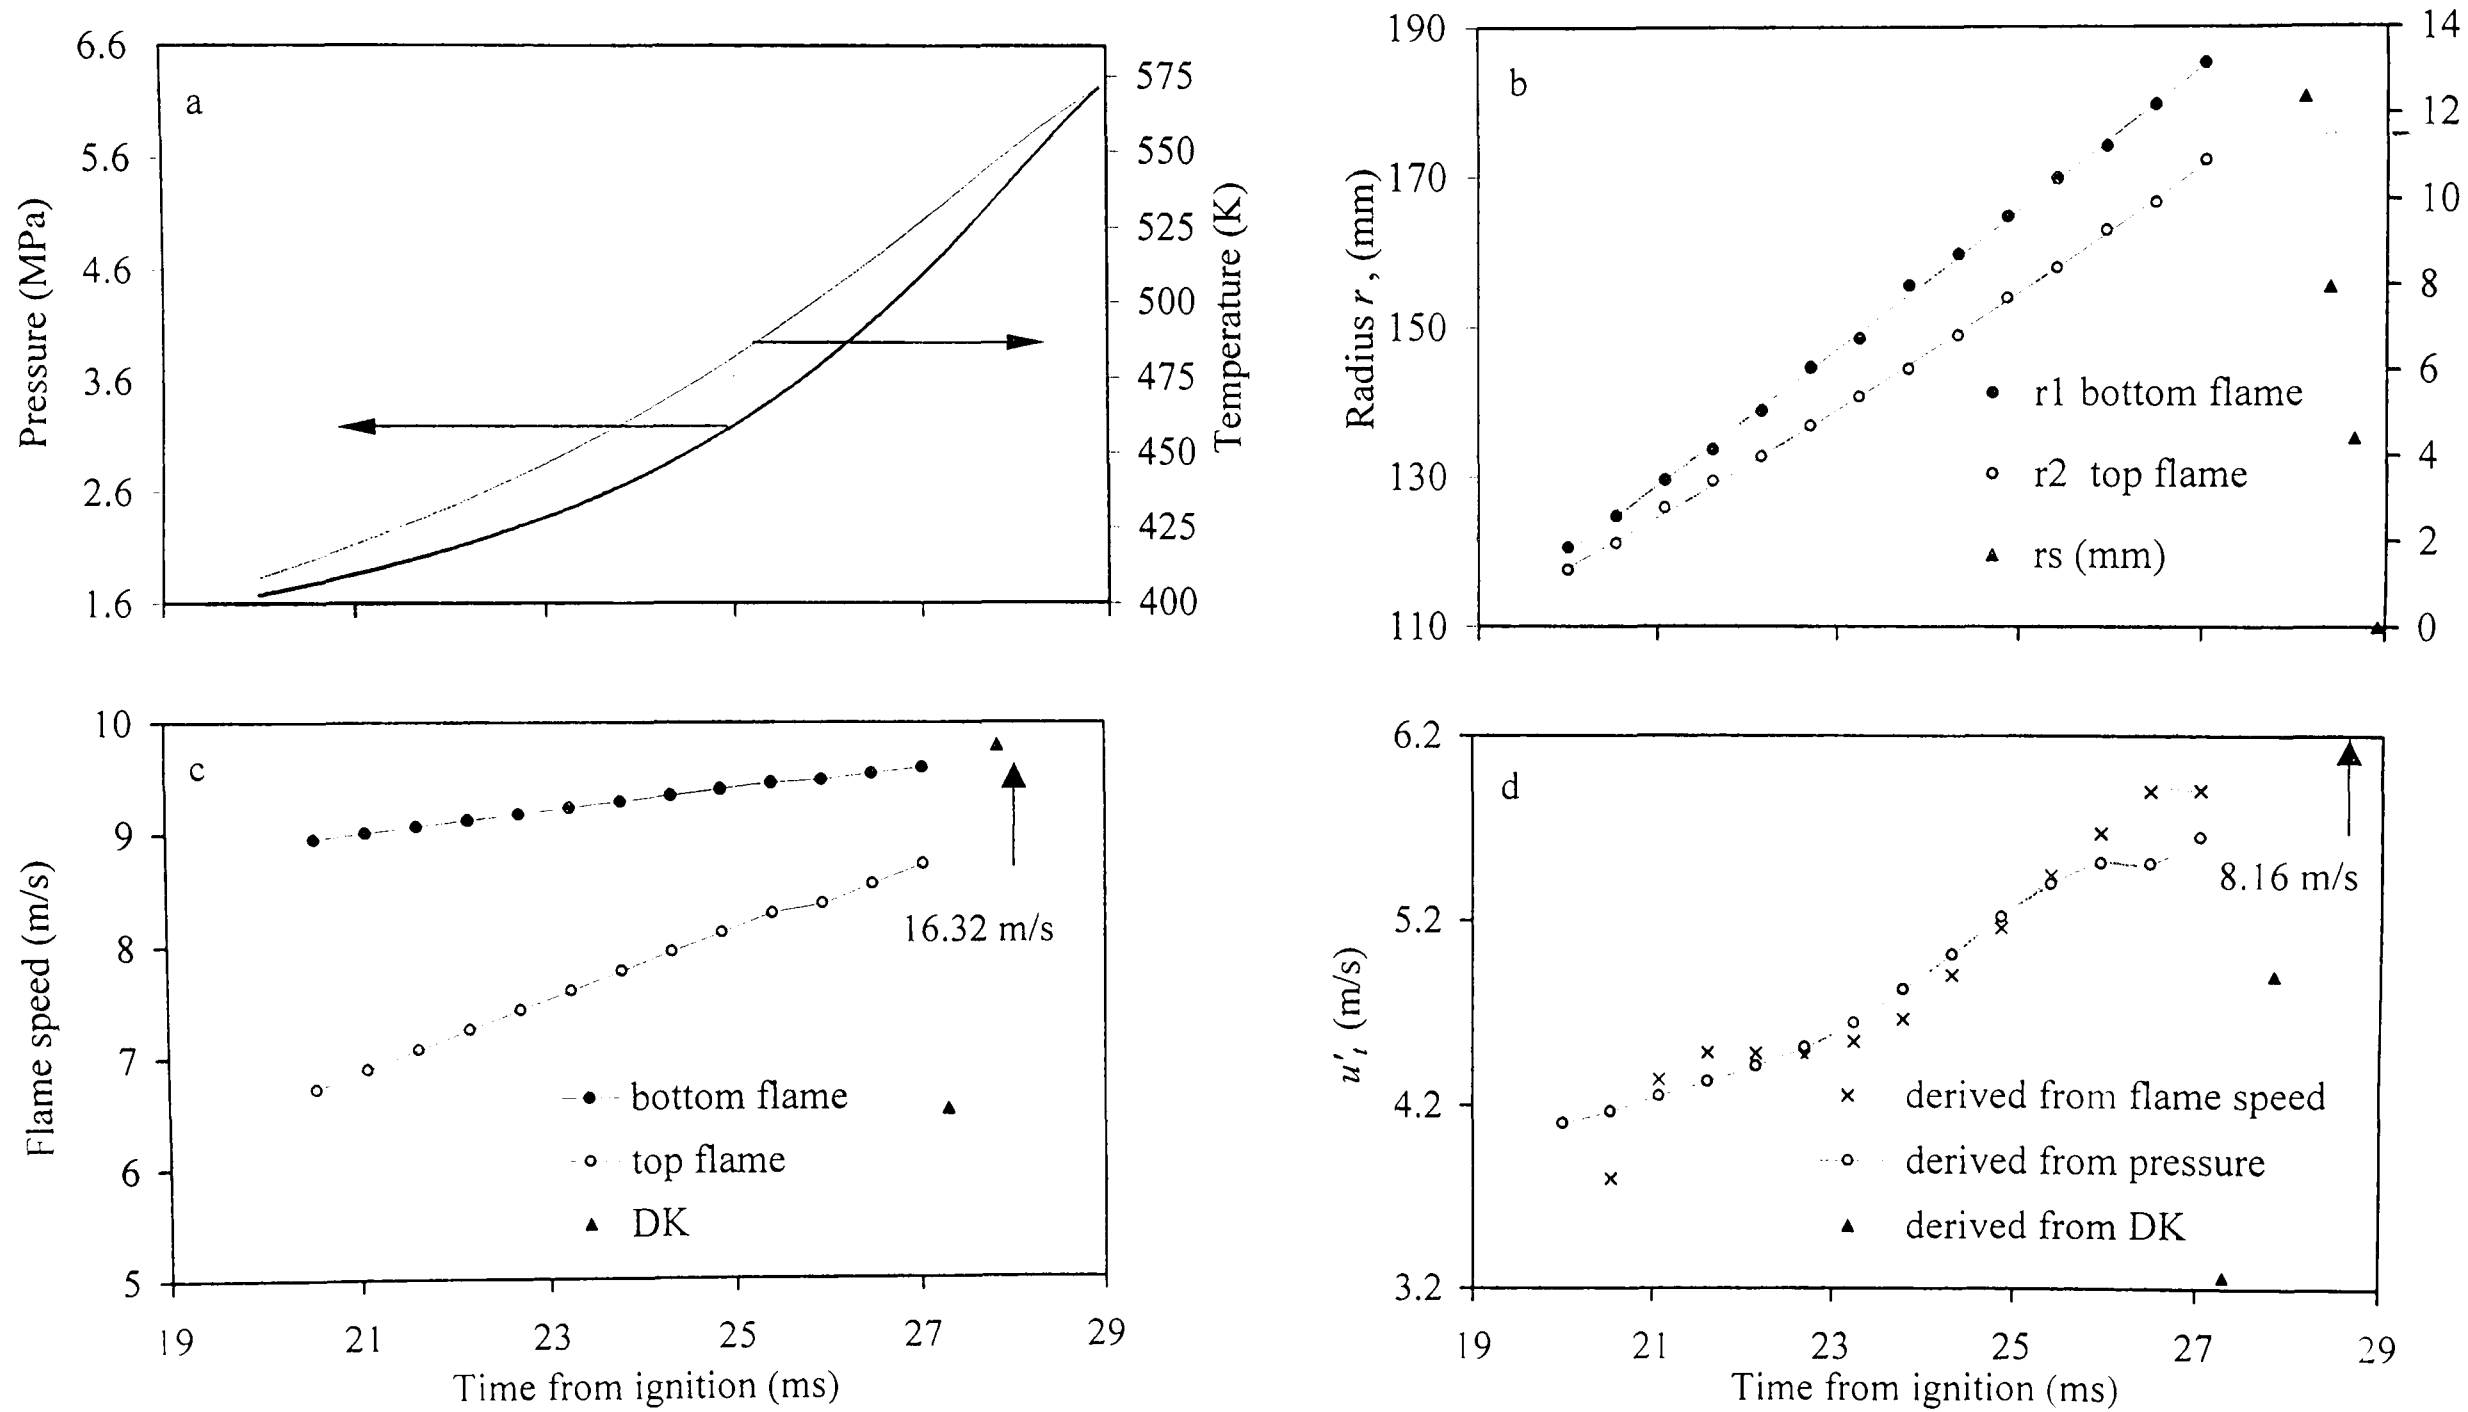 a
6.6
5.6
4.6
3.6
2.6
1.6
Pressure (MPa)
575
550
525
500
475
450
425
400
Temperature (K)
b
190
170
150
130
110
Radius r , (mm)
14
12
10
8
6
4
2
0
r1 bottom flame
r2 top flame
rs (mm)
c
10
9
8
7
6
5
Flame speed (m/s)
16.32 m/s
bottom flame
top flame
DK
19 21 23 25 27 29
Time from ignition (ms)
d
6.2
5.2
4.2
3.2
u't (m/s)
8.16 m/s
derived from flame speed
derived from pressure
derived from DK
19 21 23 25 27 29
Time from ignition (ms)